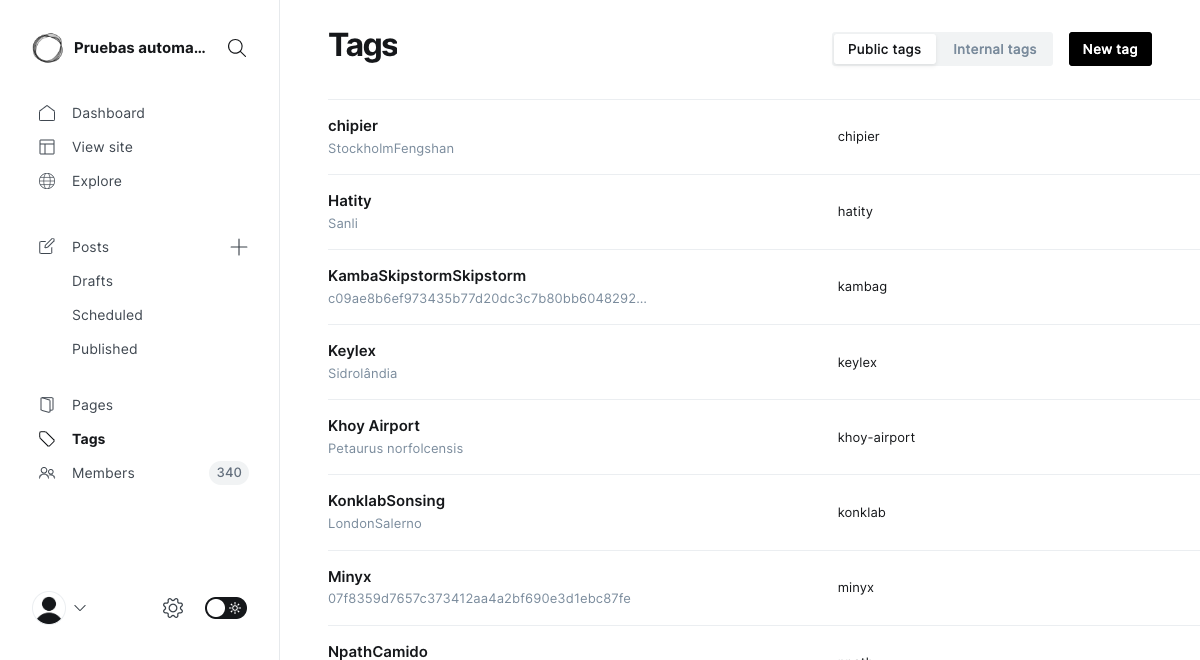 Pruebas automa...
Dashboard
View site
Explore
Posts
Drafts
Scheduled
Published
Pages
Tags
Members 340
Tags
Public tags Internal tags New tag
chipier
StockholmFengshan
chipier
Hatity
Sanli
hatity
KambaSkipstormSkipstorm
c09ae8b6ef973435b77d20dc3c7b80bb6048292...
kambag
Keylex
Sidrolândia
keylex
Khoy Airport
Petaurus norfolcensis
khoy-airport
KonklabSonsing
LondonSalerno
konklab
Minyx
07f8359d7657c373412aa4a2bf690e3d1ebc87fe
minyx
NpathCamido